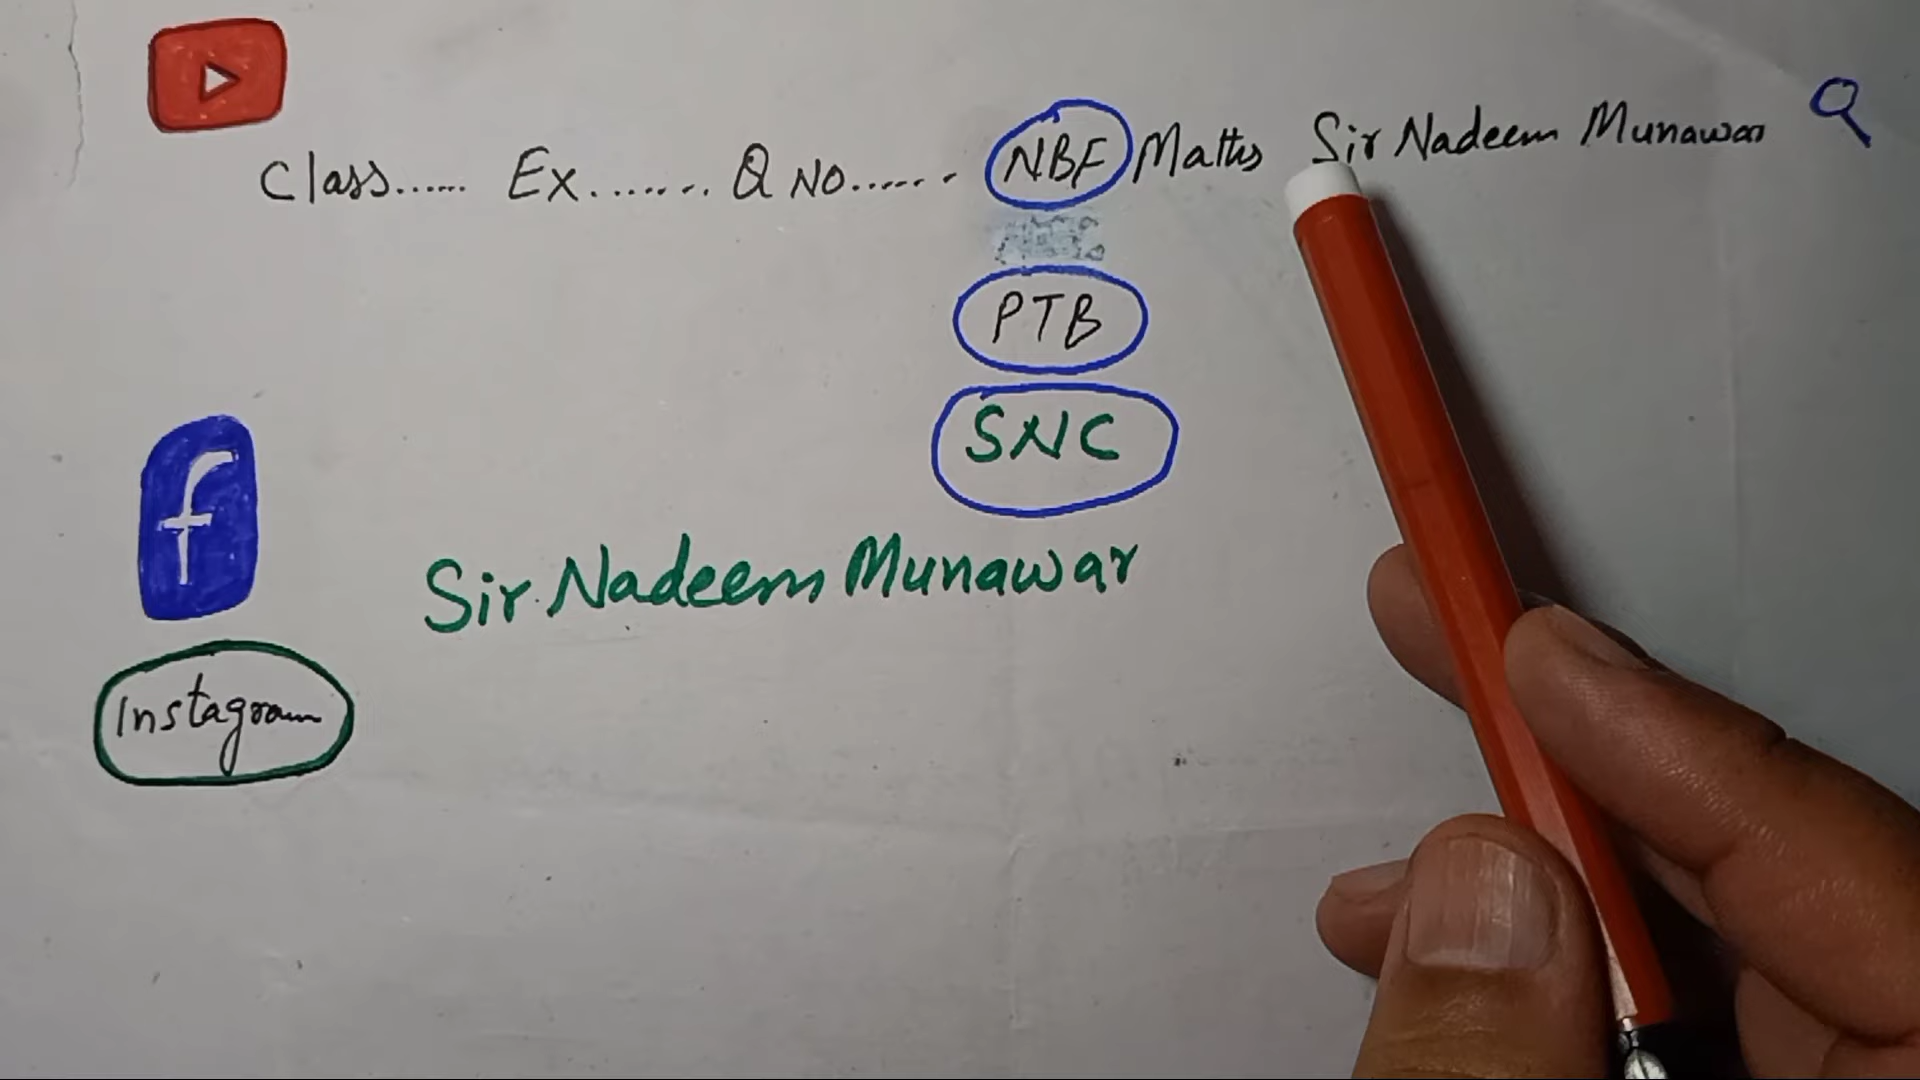 Class...... Ex....... Q No...... NBF Maths Sir Nadeem Munawar
PTB
SNC
f
Sir Nadeem Munawar
Instagram